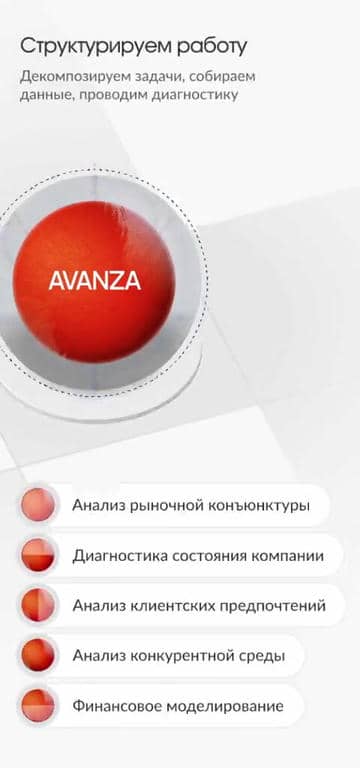 Структурируем работу
Декомпозируем задачи, собираем
данные, проводим диагностику
AVANZA
Анализ рыночной конъюнктуры
Диагностика состояния компании
Анализ клиентских предпочтений
Анализ конкурентной среды
Финансовое моделирование